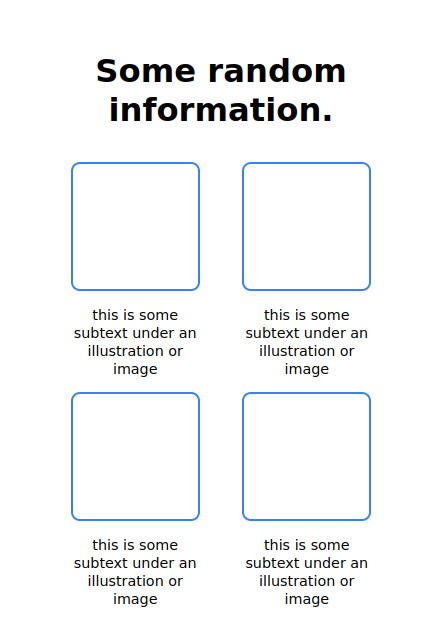 Some random
information.
this is some
subtext under an
illustration or
image
this is some
subtext under an
illustration or
image
this is some
subtext under an
illustration or
image
this is some
subtext under an
illustration or
image